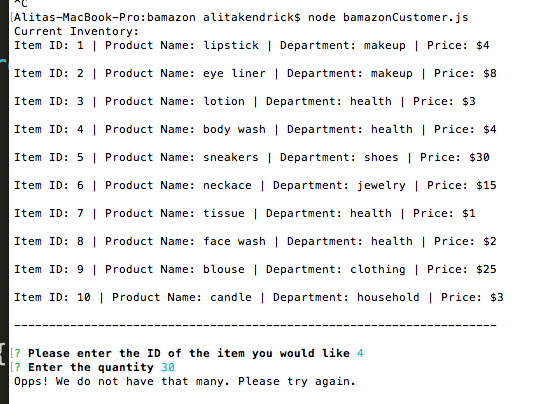 ^C
[Alitas-MacBook-Pro:bamazon alitakendrick$ node bamazonCustomer.js
Current Inventory:
Item ID: 1 | Product Name: lipstick | Department: makeup | Price: $4
Item ID: 2 | Product Name: eye liner | Department: makeup | Price: $8
Item ID: 3 | Product Name: lotion | Department: health | Price: $3
Item ID: 4 | Product Name: body wash | Department: health | Price: $4
Item ID: 5 | Product Name: sneakers | Department: shoes | Price: $30
Item ID: 6 | Product Name: neckace | Department: jewelry | Price: $15
Item ID: 7 | Product Name: tissue | Department: health | Price: $1
Item ID: 8 | Product Name: face wash | Department: health | Price: $2
Item ID: 9 | Product Name: blouse | Department: clothing | Price: $25
Item ID: 10 | Product Name: candle | Department: household | Price: $3
---------------------------------------------------------------------
[? Please enter the ID of the item you would like 4
[? Enter the quantity 30
Opps! We do not have that many. Please try again.